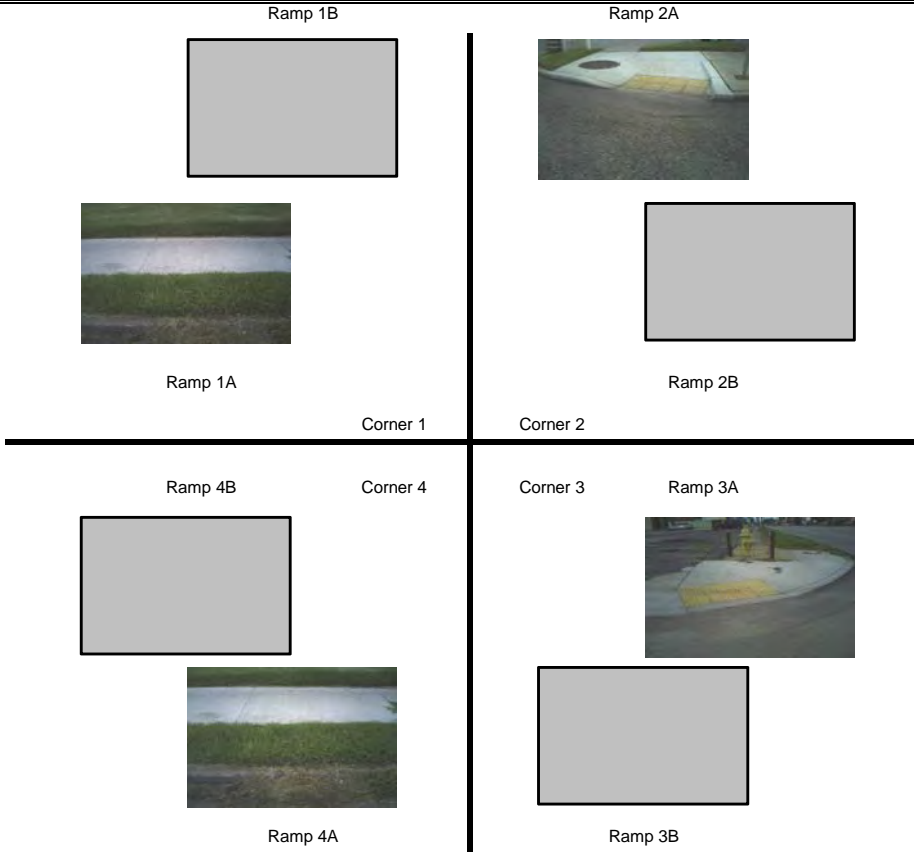 Ramp 1B Ramp 2A
Ramp 1A Ramp 2B
Corner 1 Corner 2
Ramp 4B Corner 4 Corner 3 Ramp 3A
Ramp 4A Ramp 3B